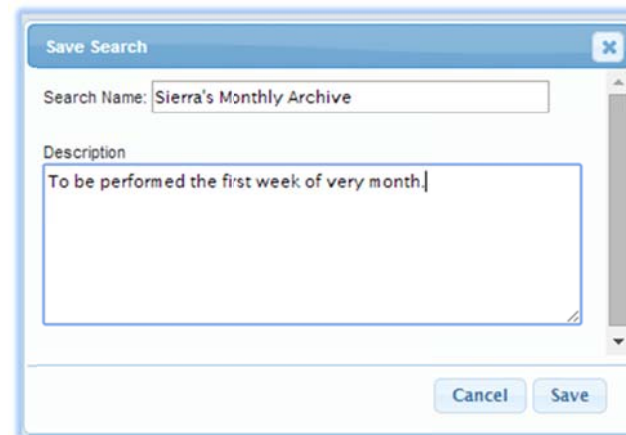 Save Search
Search Name: Sierra's Monthly Archive
Description
To be performed the first week of very month.
Cancel Save